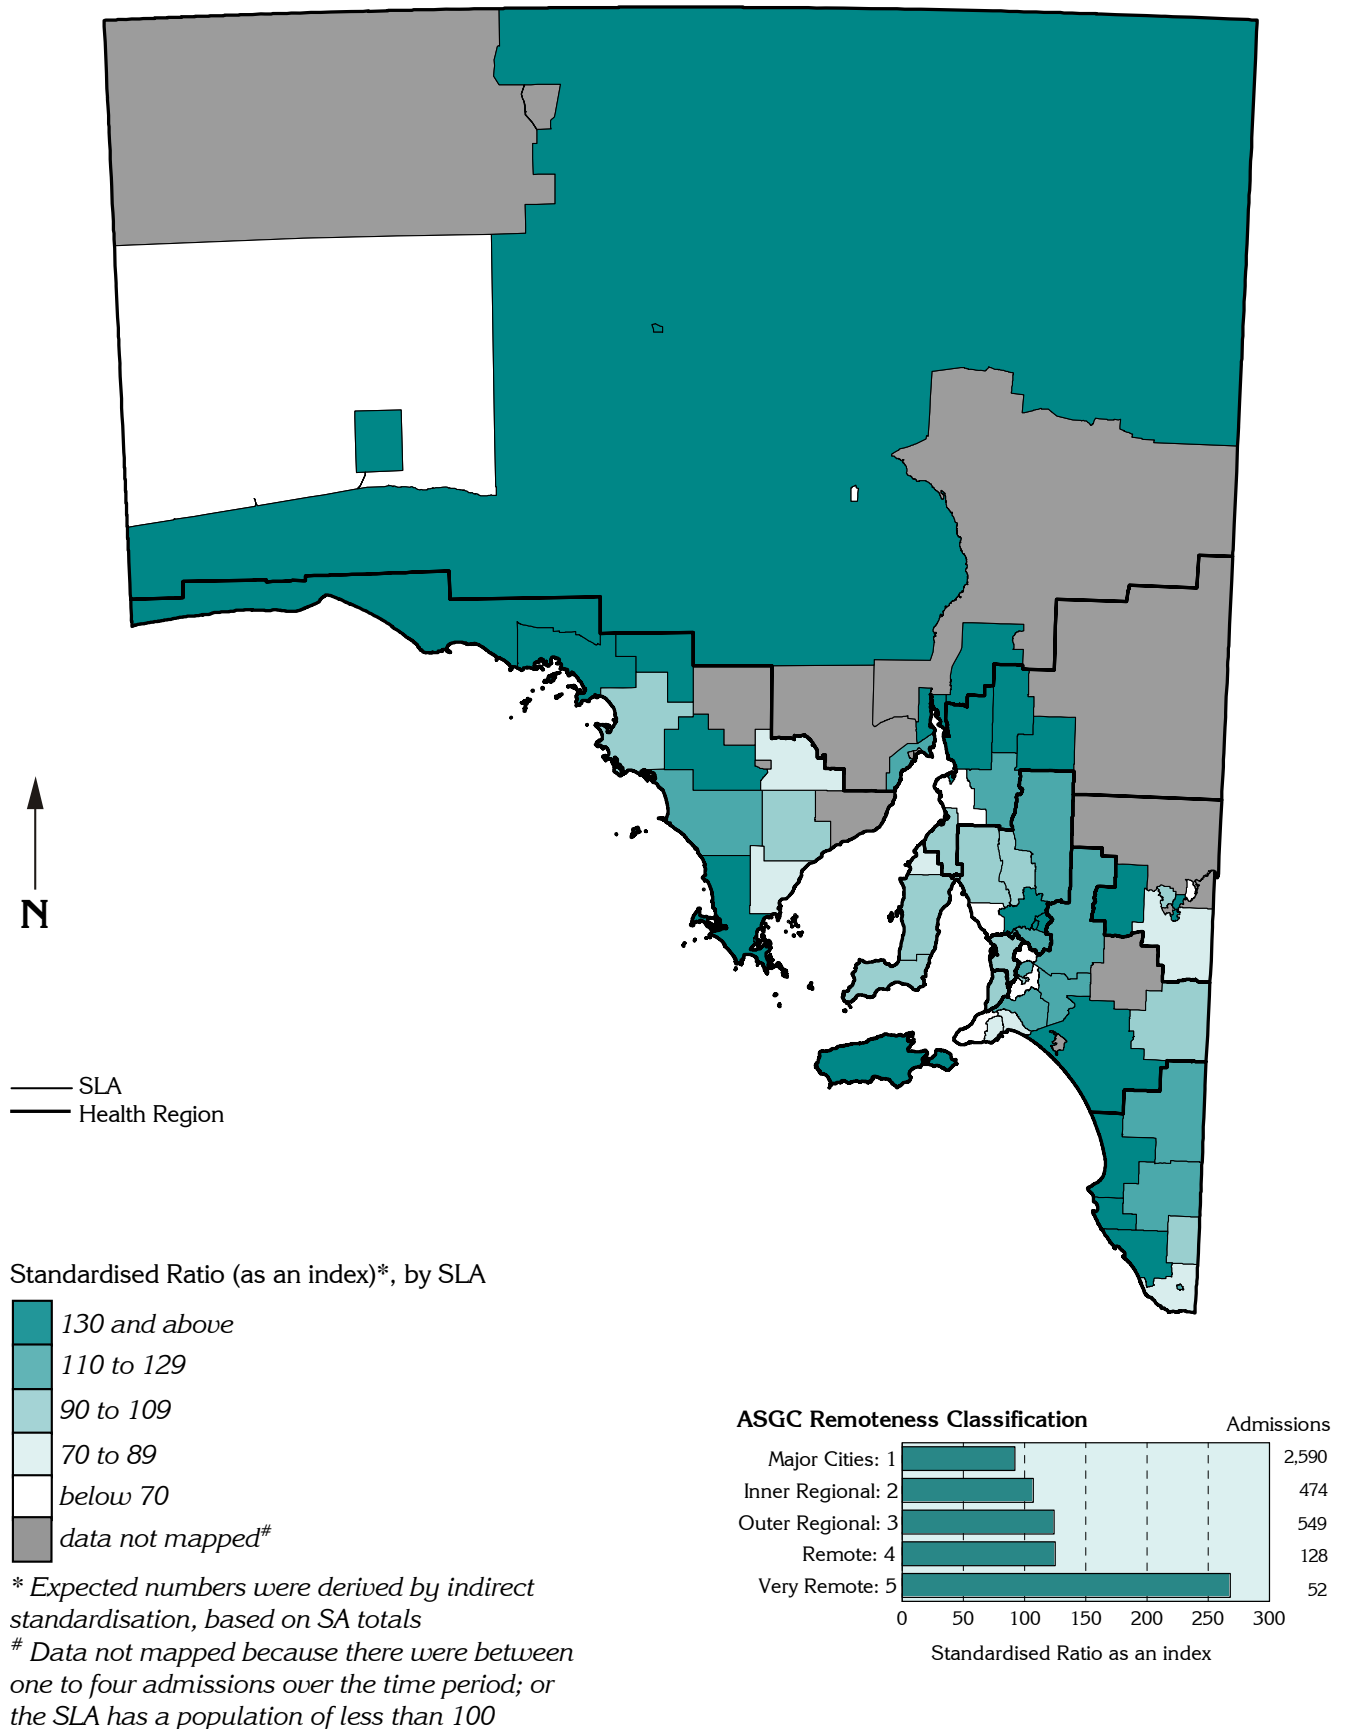 N
SLA
Health Region
Standardised Ratio (as an index)*, by SLA
130 and above
110 to 129
90 to 109
70 to 89
below 70
data not mapped#
* Expected numbers were derived by indirect
standardisation, based on SA totals
# Data not mapped because there were between
one to four admissions over the time period; or
the SLA has a population of less than 100
ASGC Remoteness Classification Admissions
Major Cities: 1 2,590
Inner Regional: 2 474
Outer Regional: 3 549
Remote: 4 128
Very Remote: 5 52
0 50 100 150 200 250 300
Standardised Ratio as an index